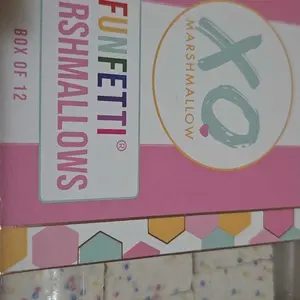 XO
MARSHMALLOW
FUNFETTI®
RSHMALLOWS
BOX OF 12